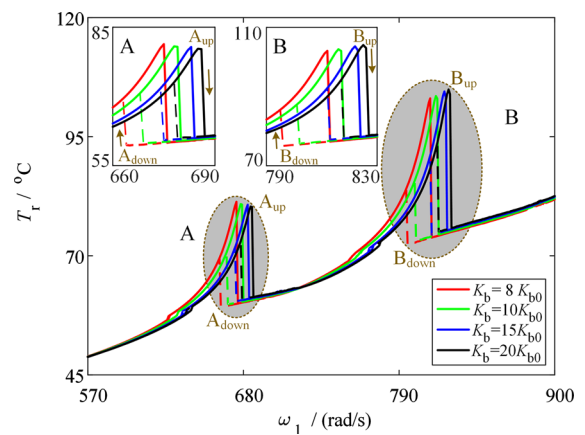 85
A
A_up
A_down
55
660
690
110
B
B_up
B_down
70
790
830
120
95
70
45
T_r / °C
A
A_up
A_down
B
B_up
B_down
K_b= 8 K_b0
K_b=10K_b0
K_b=15K_b0
K_b=20K_b0
570
680
790
900
ω_1 / (rad/s)